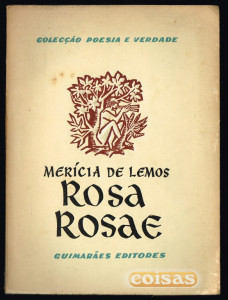 COLECÇÃO POESIA E VERDADE
MERÍCIA DE LEMOS
ROSA
ROSAE
GUIMARÃES EDITORES
coisas